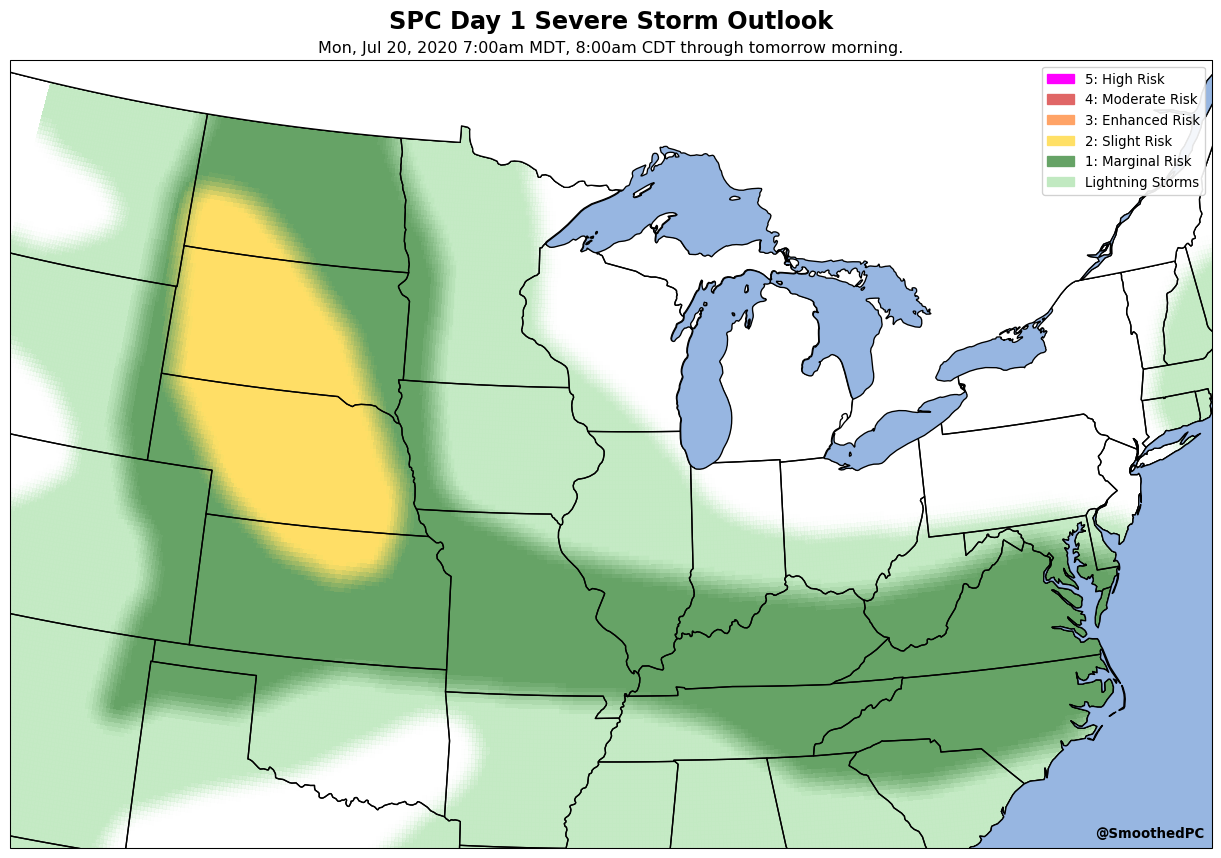 SPC Day 1 Severe Storm Outlook
Mon, Jul 20, 2020 7:00am MDT, 8:00am CDT through tomorrow morning.
5: High Risk
4: Moderate Risk
3: Enhanced Risk
2: Slight Risk
1: Marginal Risk
Lightning Storms
@SmoothedPC